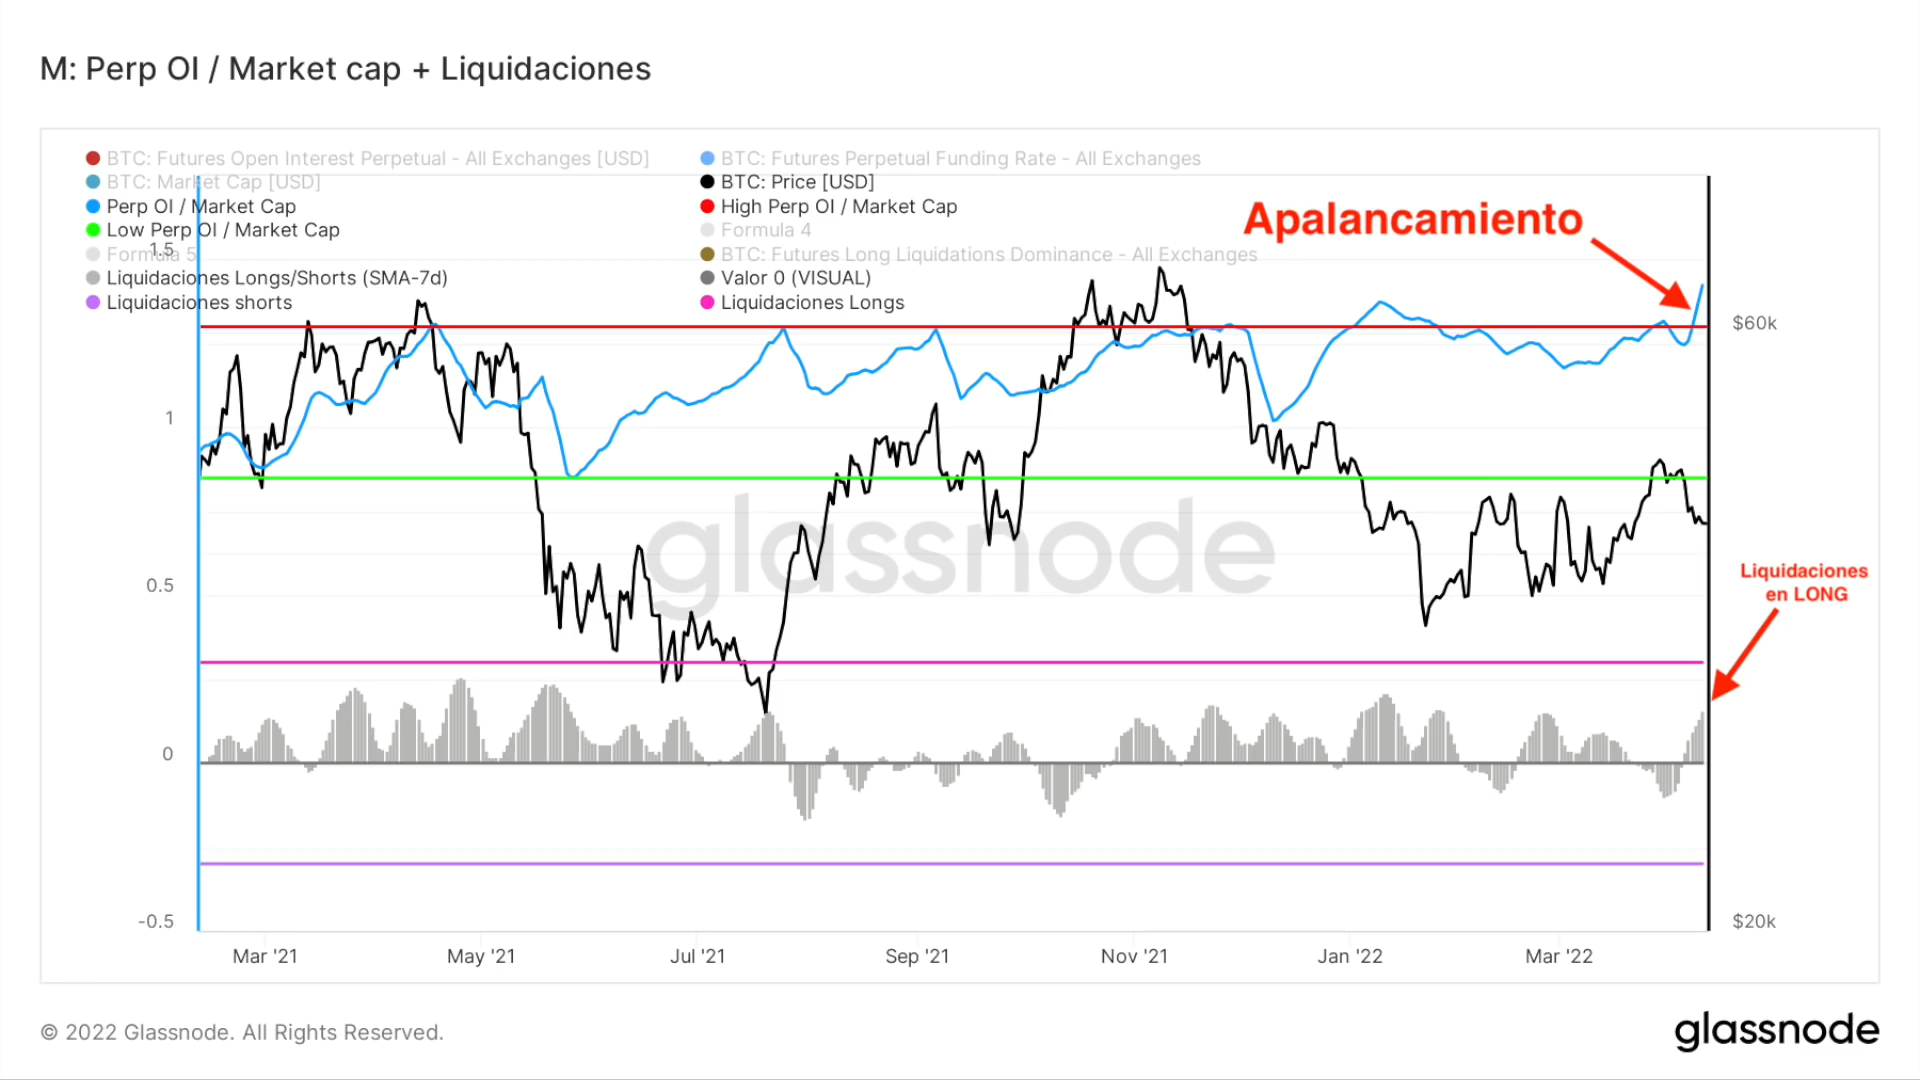 M: Perp OI / Market cap + Liquidaciones
BTC: Futures Open Interest Perpetual - All Exchanges [USD]
BTC: Futures Perpetual Funding Rate - All Exchanges
BTC: Market Cap [USD]
BTC: Price [USD]
Perp OI / Market Cap
High Perp OI / Market Cap
Low Perp OI / Market Cap
Formula 4
Formula 5
BTC: Futures Long Liquidations Dominance - All Exchanges
Liquidaciones Longs/Shorts (SMA-7d)
Valor 0 (VISUAL)
Liquidaciones shorts
Liquidaciones Longs
Apalancamiento
1.5
1
0.5
0
-0.5
$60k
$20k
Liquidaciones
en LONG
glassnode
Mar '21
May '21
Jul '21
Sep '21
Nov '21
Jan '22
Mar '22
© 2022 Glassnode. All Rights Reserved.
glassnode